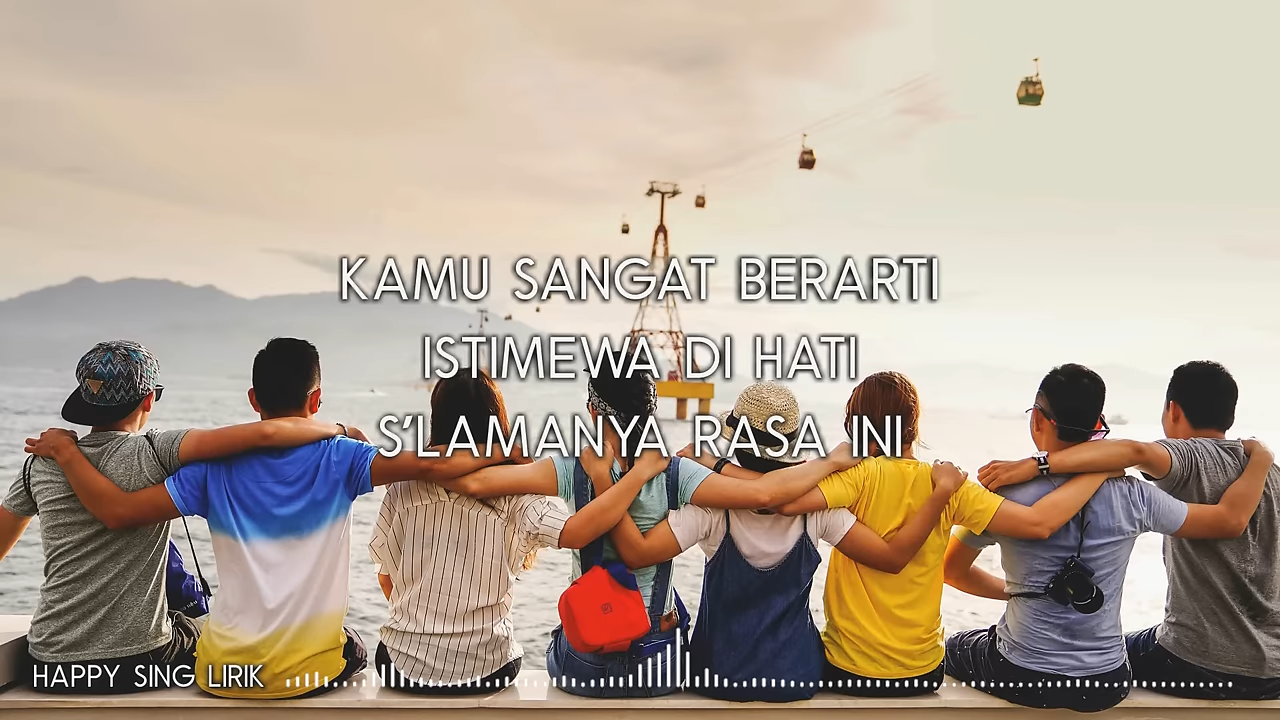 KAMU SANGAT BERARTI
ISTIMEWA DI HATI
S'LAMANYA RASA INI
HAPPY SING LIRIK